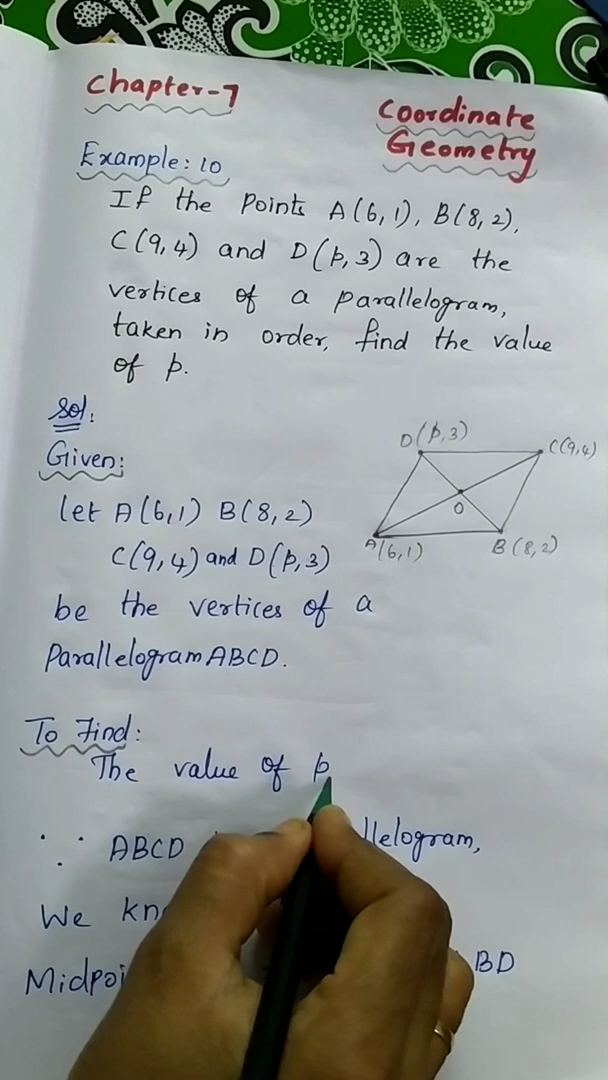 Chapter-7
Coordinate
Geometry
Example: 10
If the points A(6,1), B(8,2),
C(9,4) and D(p,3) are the
vertices of a parallelogram,
taken in order, find the value
of p.
Sol:
Given:
let A(6,1) B(8,2)
C(9,4) and D(p,3)
be the vertices of a
Parallelogram ABCD.
D(p,3)
C(9,4)
O
A(6,1)
B(8,2)
To Find:
The value of p
∵ ABCD
We
BD